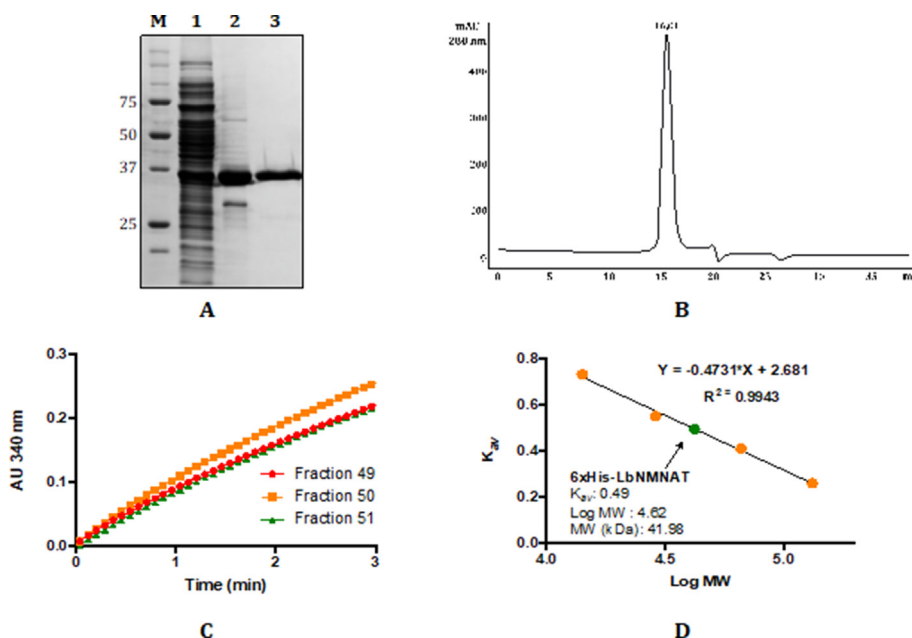 M 1 2 3
75
50
37
25
A
mAU
280 nm
400
300
200
0
0 5 10 15 20 25 35
B
AU 340 nm
0.3
0.2
0.1
0.0
Fraction 49
Fraction 50
Fraction 51
0 1 2 3
Time (min)
C
Kav
0.8
0.6
0.4
0.2
0.0
Y = -0.4731*X + 2.681
R² = 0.9943
6xHis-LbNMNAT
Kav: 0.49
Log MW : 4.62
MW (kDa): 41.98
4.0 4.5 5.0
Log MW
D